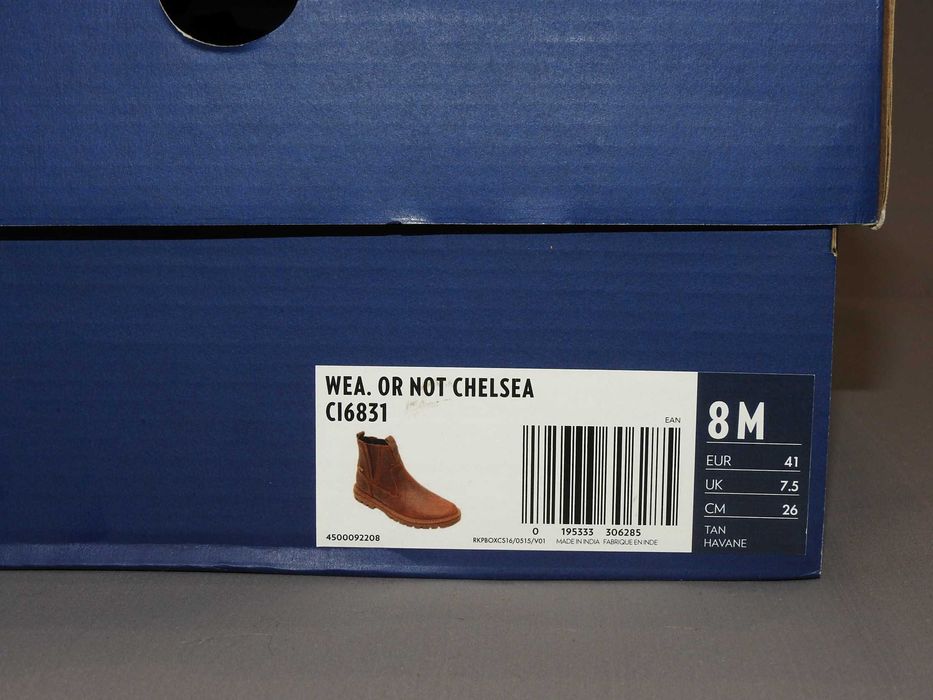 WEA. OR NOT CHELSEA
CI6831
EAN
0 195333 306285
4500092208
RKPBOXCS16/0515/V01 MADE IN INDIA FABRIQUE EN INDE
8M
EUR 41
UK 7.5
CM 26
TAN
HAVANE